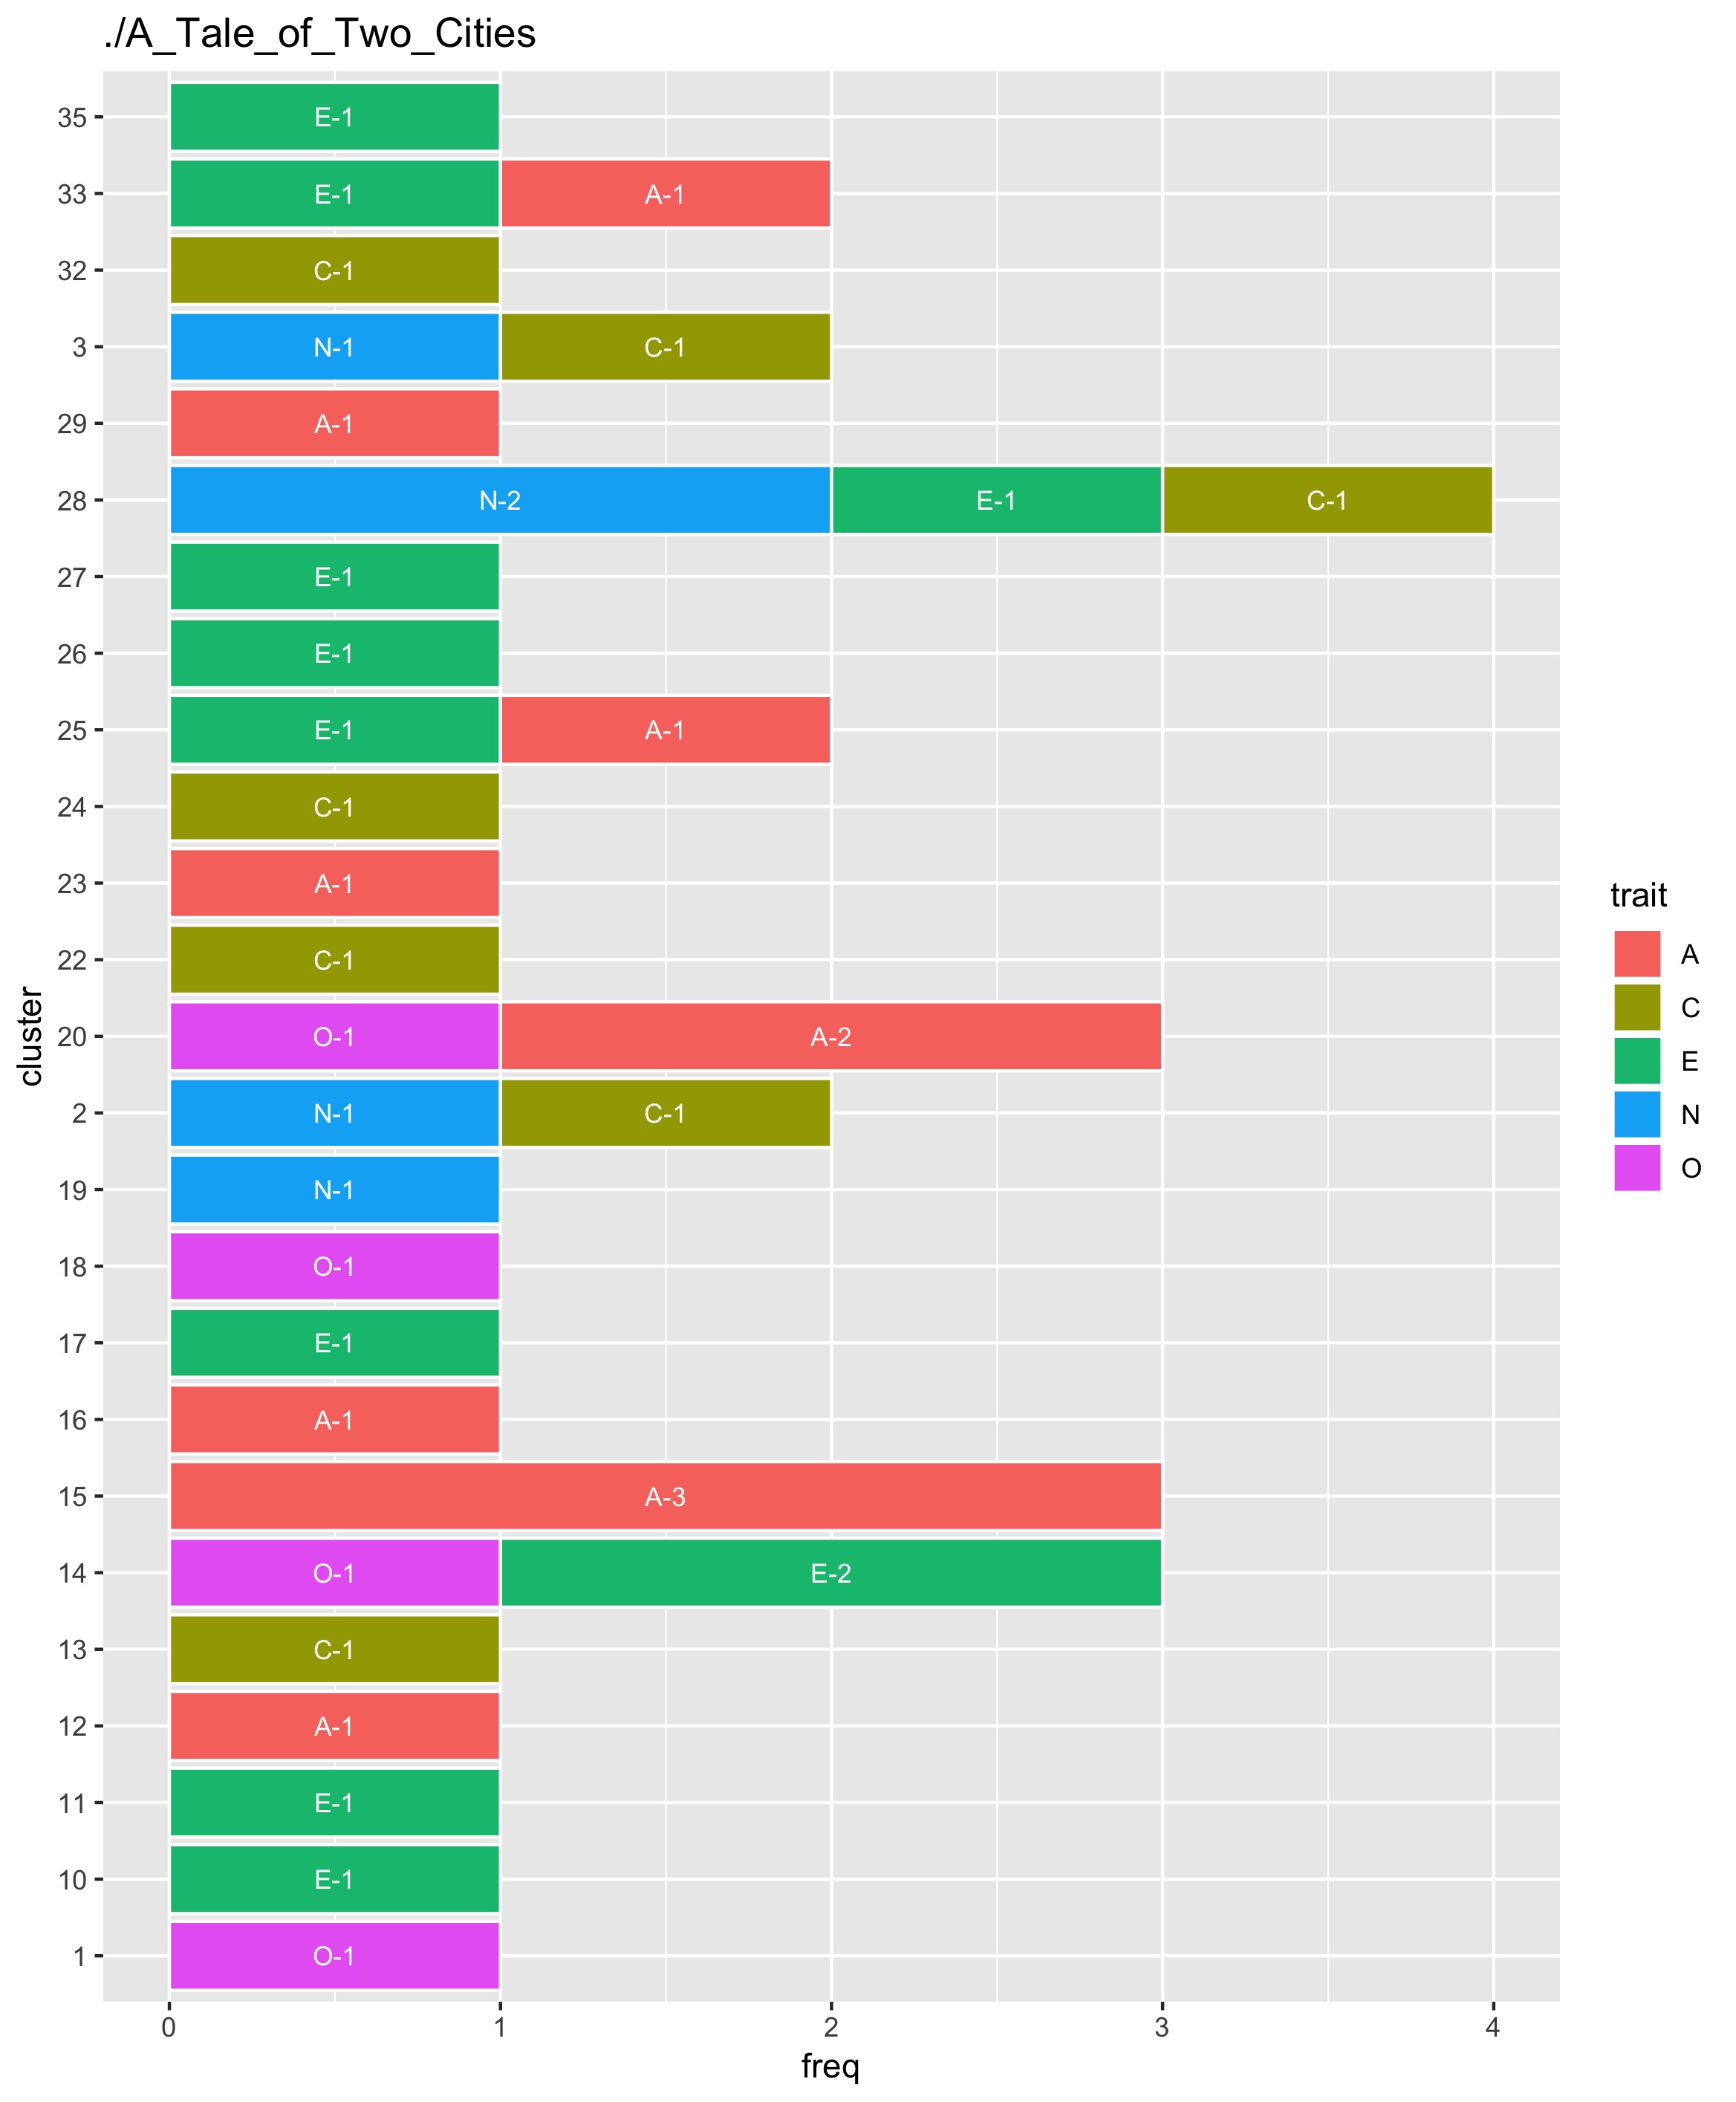 ./A_Tale_of_Two_Cities
35 E-1
33 E-1 A-1
32 C-1
3 N-1 C-1
29 A-1
28 N-2 E-1 C-1
27 E-1
26 E-1
25 E-1 A-1
24 C-1
23 A-1
22 C-1
20 O-1 A-2
2 N-1 C-1
19 N-1
18 O-1
17 E-1
16 A-1
15 A-3
14 O-1 E-2
13 C-1
12 A-1
11 E-1
10 E-1
1 O-1
0 1 2 3 4
freq
cluster
trait
A
C
E
N
O